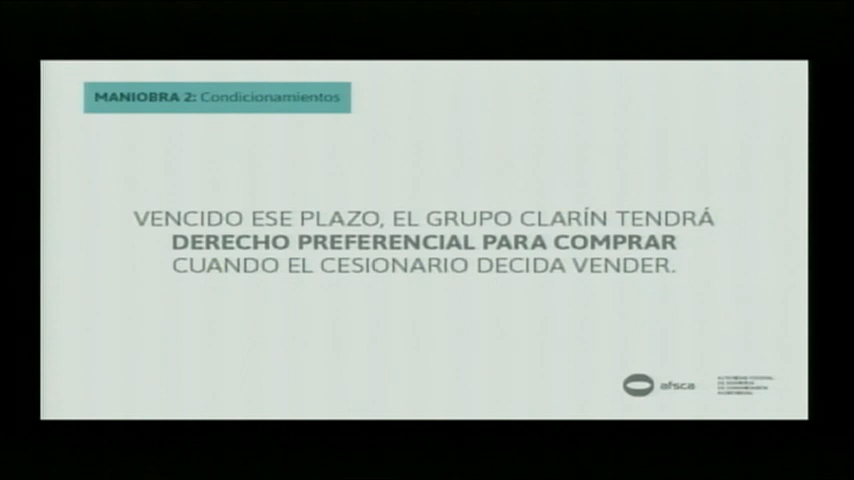 MANIOBRA 2: Condicionamientos
VENCIDO ESE PLAZO, EL GRUPO CLARÍN TENDRÁ
DERECHO PREFERENCIAL PARA COMPRAR
CUANDO EL CESIONARIO DECIDA VENDER.
afsca